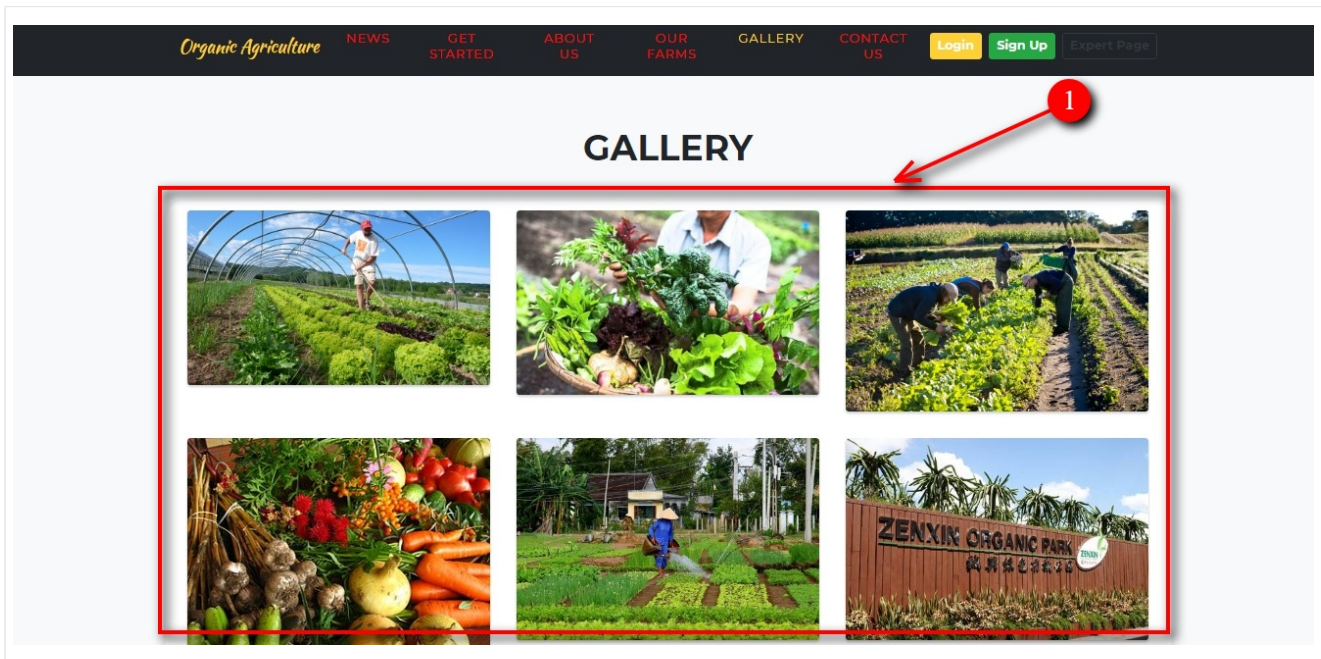 Organic Agriculture
NEWS
GET
STARTED
ABOUT
US
OUR
FARMS
GALLERY
CONTACT
US
Login
Sign Up
Expert Page
1
GALLERY
ZENXIN ORGANIC PARK
ZENXIN